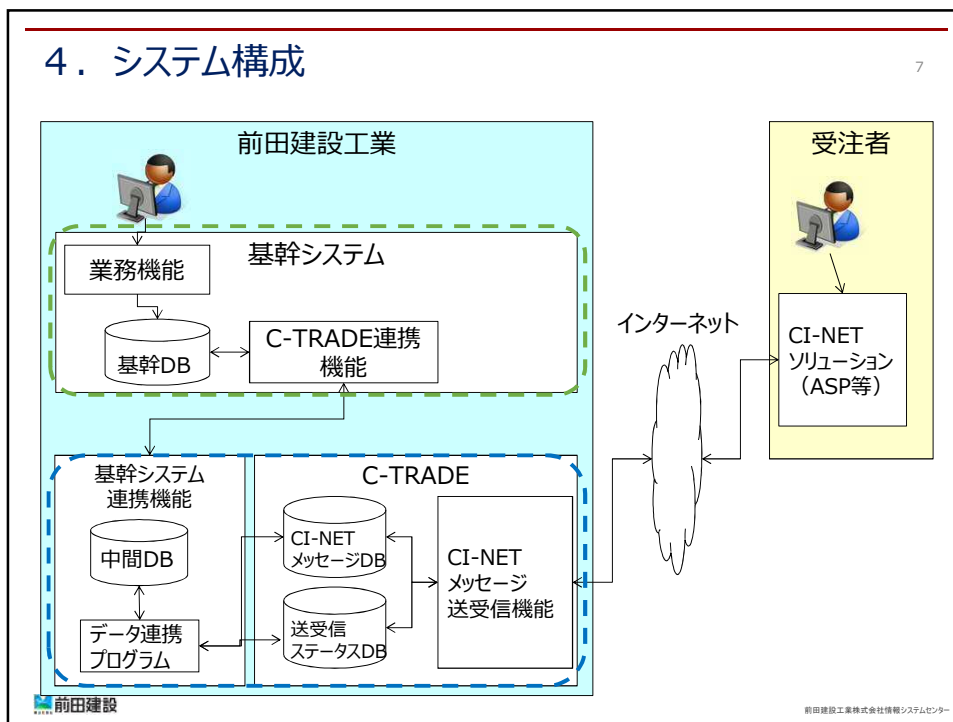 4．システム構成
7
前田建設工業
受注者
基幹システム
業務機能
基幹DB
C-TRADE連携
機能
インターネット
CI-NET
ソリューション
（ASP等）
基幹システム
連携機能
中間DB
データ連携
プログラム
C-TRADE
CI-NET
メッセージDB
送受信
ステータスDB
CI-NET
メッセージ
送受信機能
前田建設
前田建設工業株式会社情報システムセンター